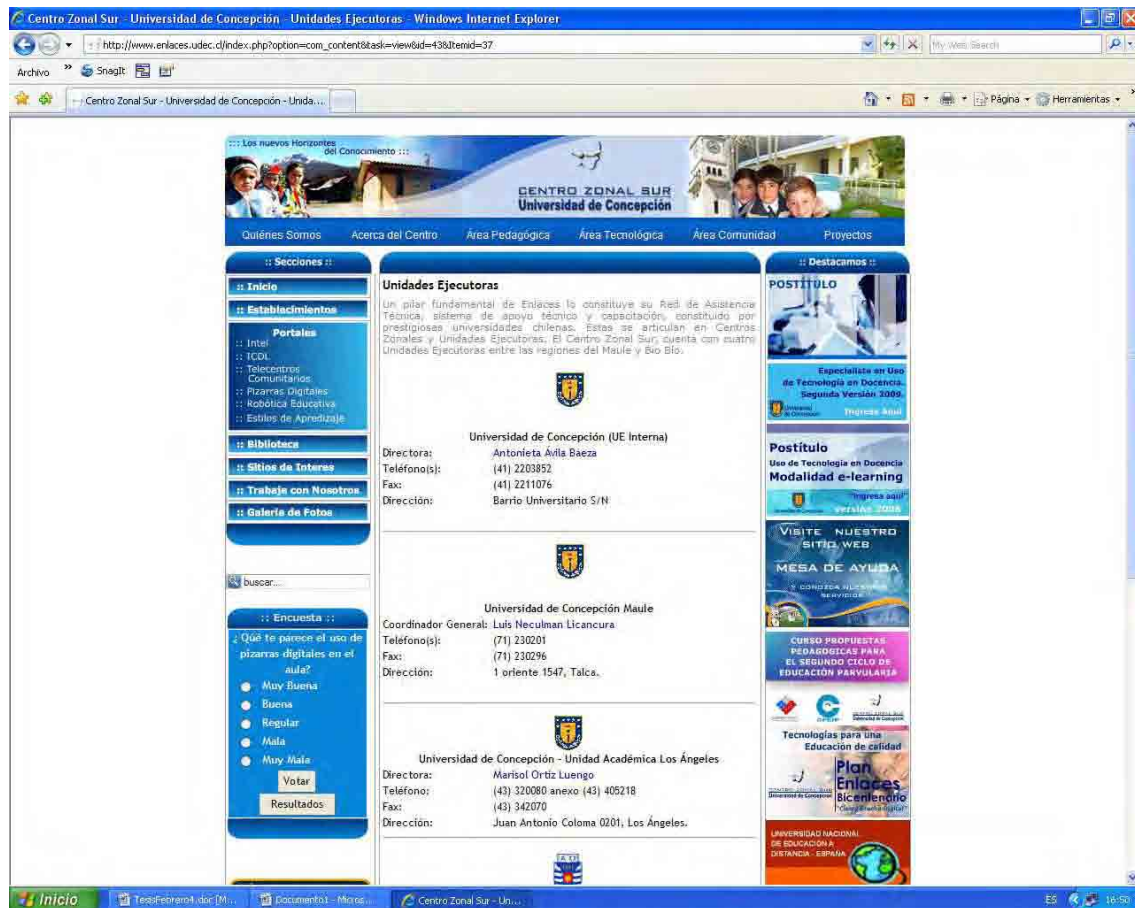 Centro Zonal Sur - Universidad de Concepción - Unidades Ejecutoras - Windows Internet Explorer
http://www.enlaces.udec.cl/index.php?option=com_content&task=view&id=43&Itemid=37
My Web Search
Archivo
SnagIt
Centro Zonal Sur - Universidad de Concepción - Unida...
Página
Herramientas
::: Los nuevos Horizontes
del Conocimiento :::
CENTRO ZONAL SUR
Universidad de Concepción
Quiénes Somos
Acerca del Centro
Área Pedagógica
Área Tecnológica
Área Comunidad
Proyectos
:: Secciones ::
:: Inicio
:: Establecimientos
Portales
:: Intel
:: ICDL
:: Telecentros
Comunitarios
:: Pizarras Digitales
:: Robótica Educativa
:: Estilos de Apredizaje
:: Biblioteca
:: Sitios de Interes
:: Trabaje con Nosotros
:: Galería de Fotos
buscar...
:: Encuesta ::
¿Qué te parece el uso de
pizarras digitales en el
aula?
Muy Buena
Buena
Regular
Mala
Muy Mala
Votar
Resultados
Unidades Ejecutoras
Un pilar fundamental de Enlaces lo constituye su Red de Asistencia
Técnica, sistema de apoyo técnico y capacitación, constituido por
prestigiosas universidades chilenas. Estas se articulan en Centros
Zonales y Unidades Ejecutoras. El Centro Zonal Sur, cuenta con cuatro
Unidades Ejecutoras entre las regiones del Maule y Bío Bío.
Universidad de Concepción (UE Interna)
Directora: Antonieta Ávila Baeza
Teléfono(s): (41) 2203852
Fax: (41) 2211076
Dirección: Barrio Universitario S/N
Universidad de Concepción Maule
Coordinador General: Luis Neculman Licancura
Teléfono(s): (71) 230201
Fax: (71) 230296
Dirección: 1 oriente 1547, Talca.
Universidad de Concepción - Unidad Académica Los Ángeles
Directora: Marisol Ortiz Luengo
Teléfono: (43) 320080 anexo (43) 405218
Fax: (43) 342070
Dirección: Juan Antonio Coloma 0201, Los Ángeles.
:: Destacamos ::
POSTÍTULO
Especialista en Uso
de Tecnología en Docencia.
Segunda Versión 2009.
Ingrese Aquí
Postítulo
Uso de Tecnología en Docencia
Modalidad e-learning
"ingresa aquí"
VISITE NUESTRO
SITIO WEB
MESA DE AYUDA
Y CONOZCA NUESTROS
SERVICIOS
CURSO PROPUESTAS
PEDAGOGICAS PARA
EL SEGUNDO CICLO DE
EDUCACIÓN PARVULARIA
Tecnologías para una
Educación de calidad
Plan
Enlaces
Bicentenario
UNIVERSIDAD NACIONAL
DE EDUCACIÓN A
DISTANCIA - ESPAÑA
Inicio
TesisFebrero4.doc [M...
Documento1 - Micros...
Centro Zonal Sur - Un...
ES
16:50